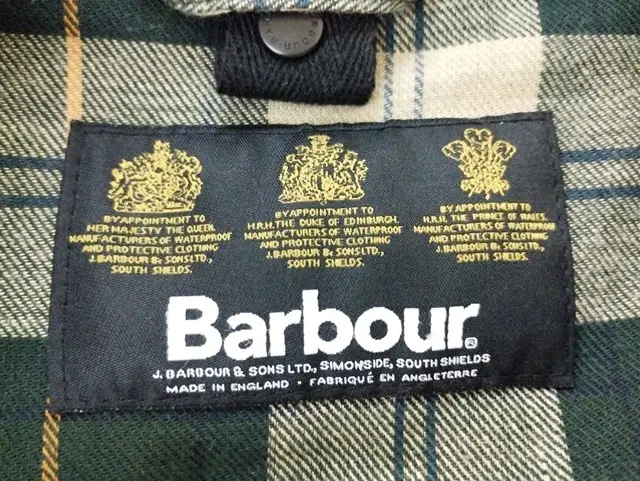 BY APPOINTMENT TO
HER MAJESTY THE QUEEN
MANUFACTURERS OF WATERPROOF
AND PROTECTIVE CLOTHING
J. BARBOUR & SONS LTD.,
SOUTH SHIELDS.
BY APPOINTMENT TO
H.R.H. THE DUKE OF EDINBURGH.
MANUFACTURERS OF WATERPROOF
AND PROTECTIVE CLOTHING
J. BARBOUR & SONS LTD.,
SOUTH SHIELDS.
BY APPOINTMENT TO
H.R.H. THE PRINCE OF WALES.
MANUFACTURERS OF WATERPROOF
AND PROTECTIVE CLOTHING
J. BARBOUR & SONS LTD.,
SOUTH SHIELDS.
Barbour®
J. BARBOUR & SONS LTD., SIMONSIDE, SOUTH SHIELDS
MADE IN ENGLAND · FABRIQUÉ EN ANGLETERRE